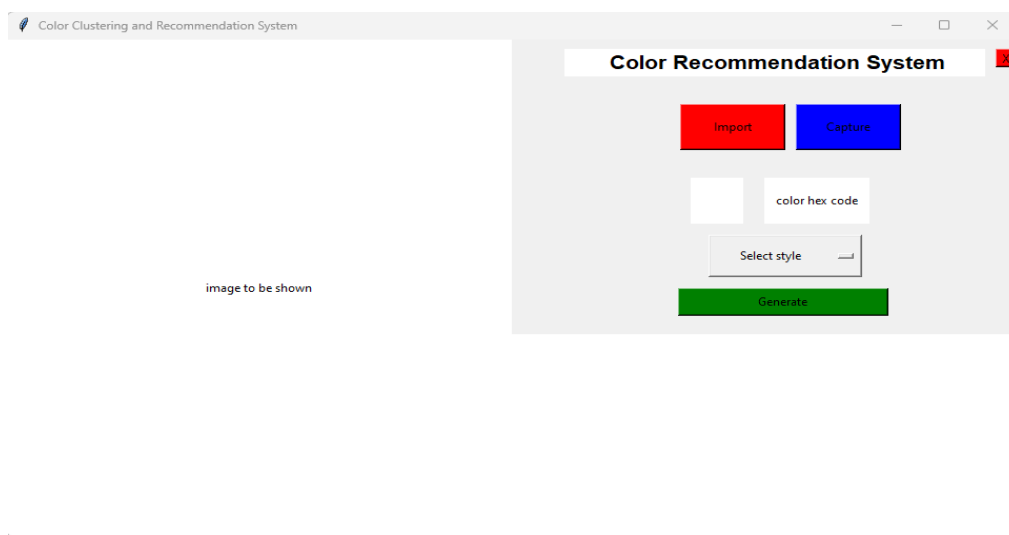 Color Clustering and Recommendation System
Color Recommendation System
X
Import
Capture
color hex code
Select style
image to be shown
Generate